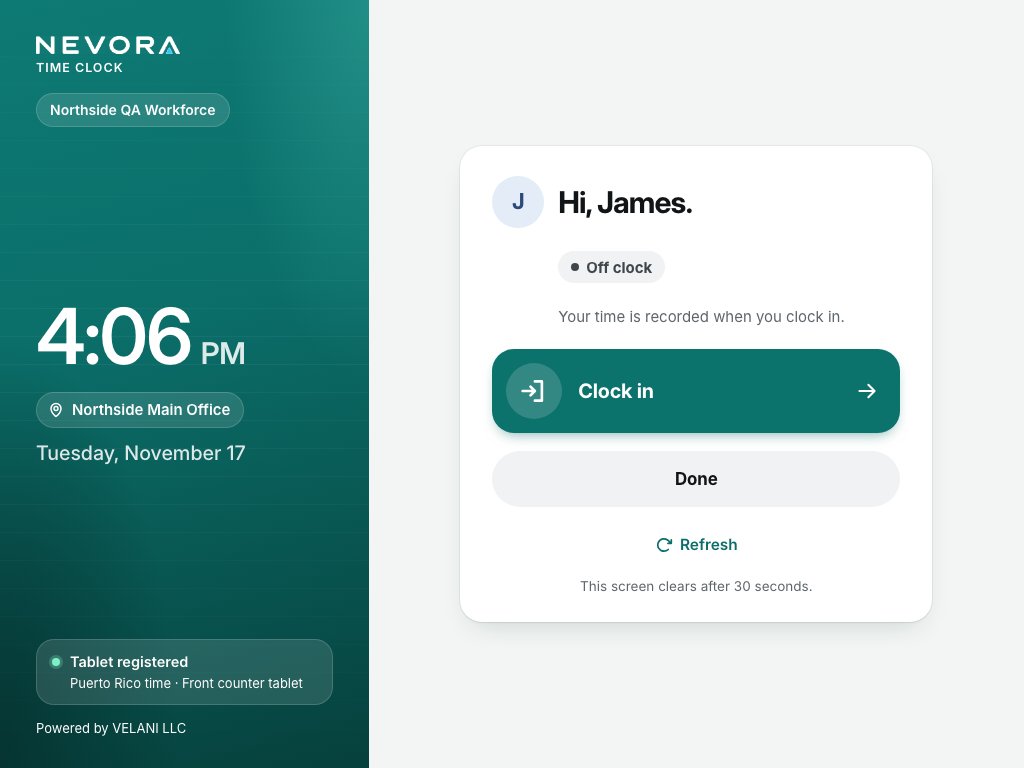 NEVORA
TIME CLOCK
Northside QA Workforce
4:06 PM
Northside Main Office
Tuesday, November 17
Tablet registered
Puerto Rico time · Front counter tablet
Powered by VELANI LLC
J
Hi, James.
Off clock
Your time is recorded when you clock in.
Clock in
Done
Refresh
This screen clears after 30 seconds.